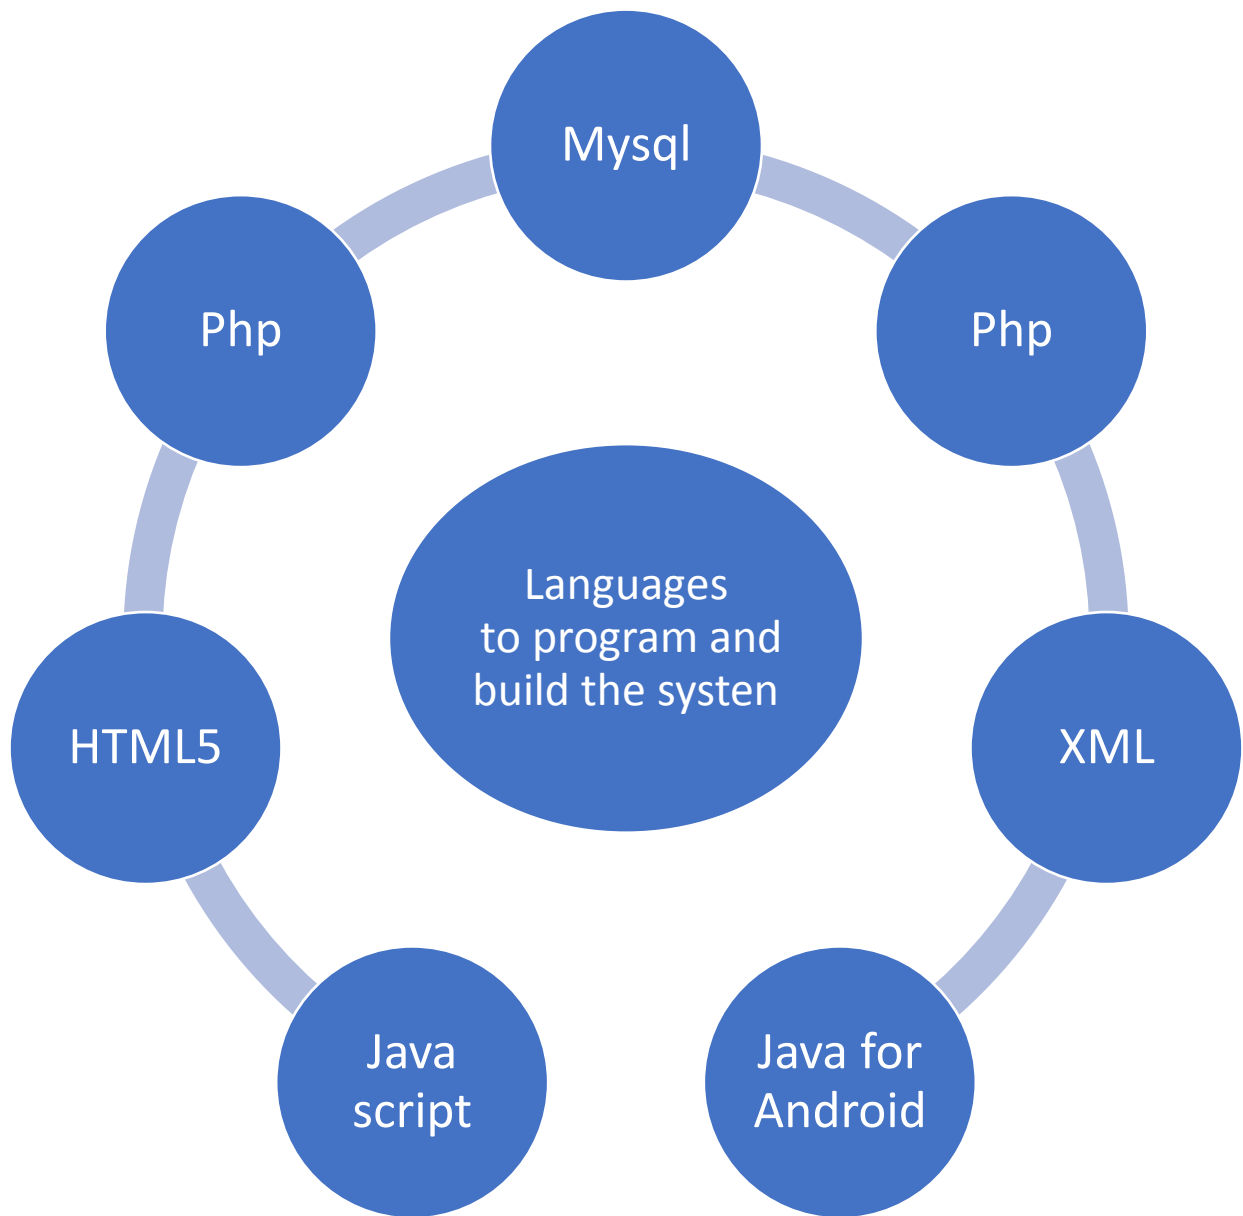 Mysql
Php
Php
Languages
to program and
build the systen
HTML5
XML
Java
script
Java for
Android